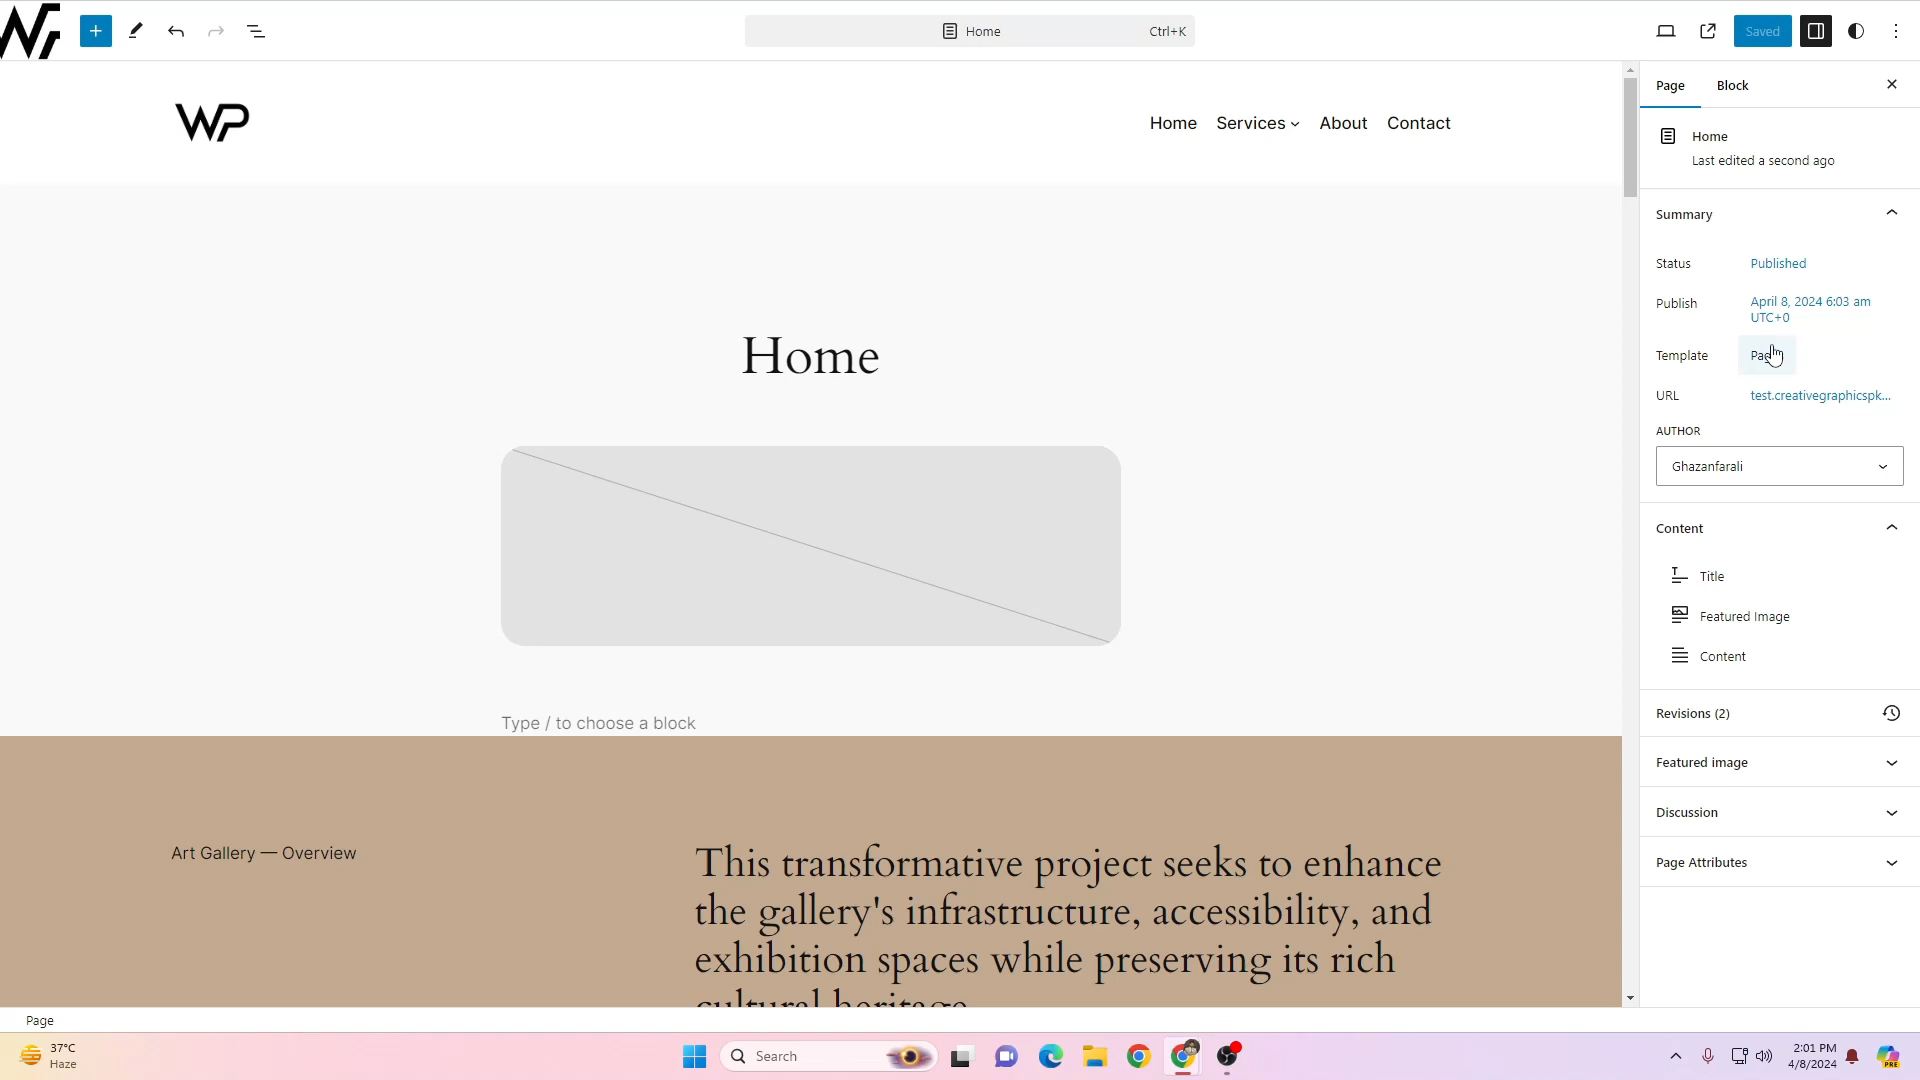 Home
Ctrl+K
Saved
WP
Home
Services
About
Contact
Page
Block
Home
Last edited a second ago
Summary
Status
Published
Publish
April 8, 2024 6:03 am
UTC+0
Template
URL
test.creativegraphicspk...
AUTHOR
Ghazanfarali
Content
Title
Featured Image
Content
Revisions (2)
Featured image
Discussion
Page Attributes
Home
Type / to choose a block
Art Gallery — Overview
This transformative project seeks to enhance
the gallery's infrastructure, accessibility, and
exhibition spaces while preserving its rich
cultural heritage
Page
37°C
Haze
Search
2:01 PM
4/8/2024
PRE